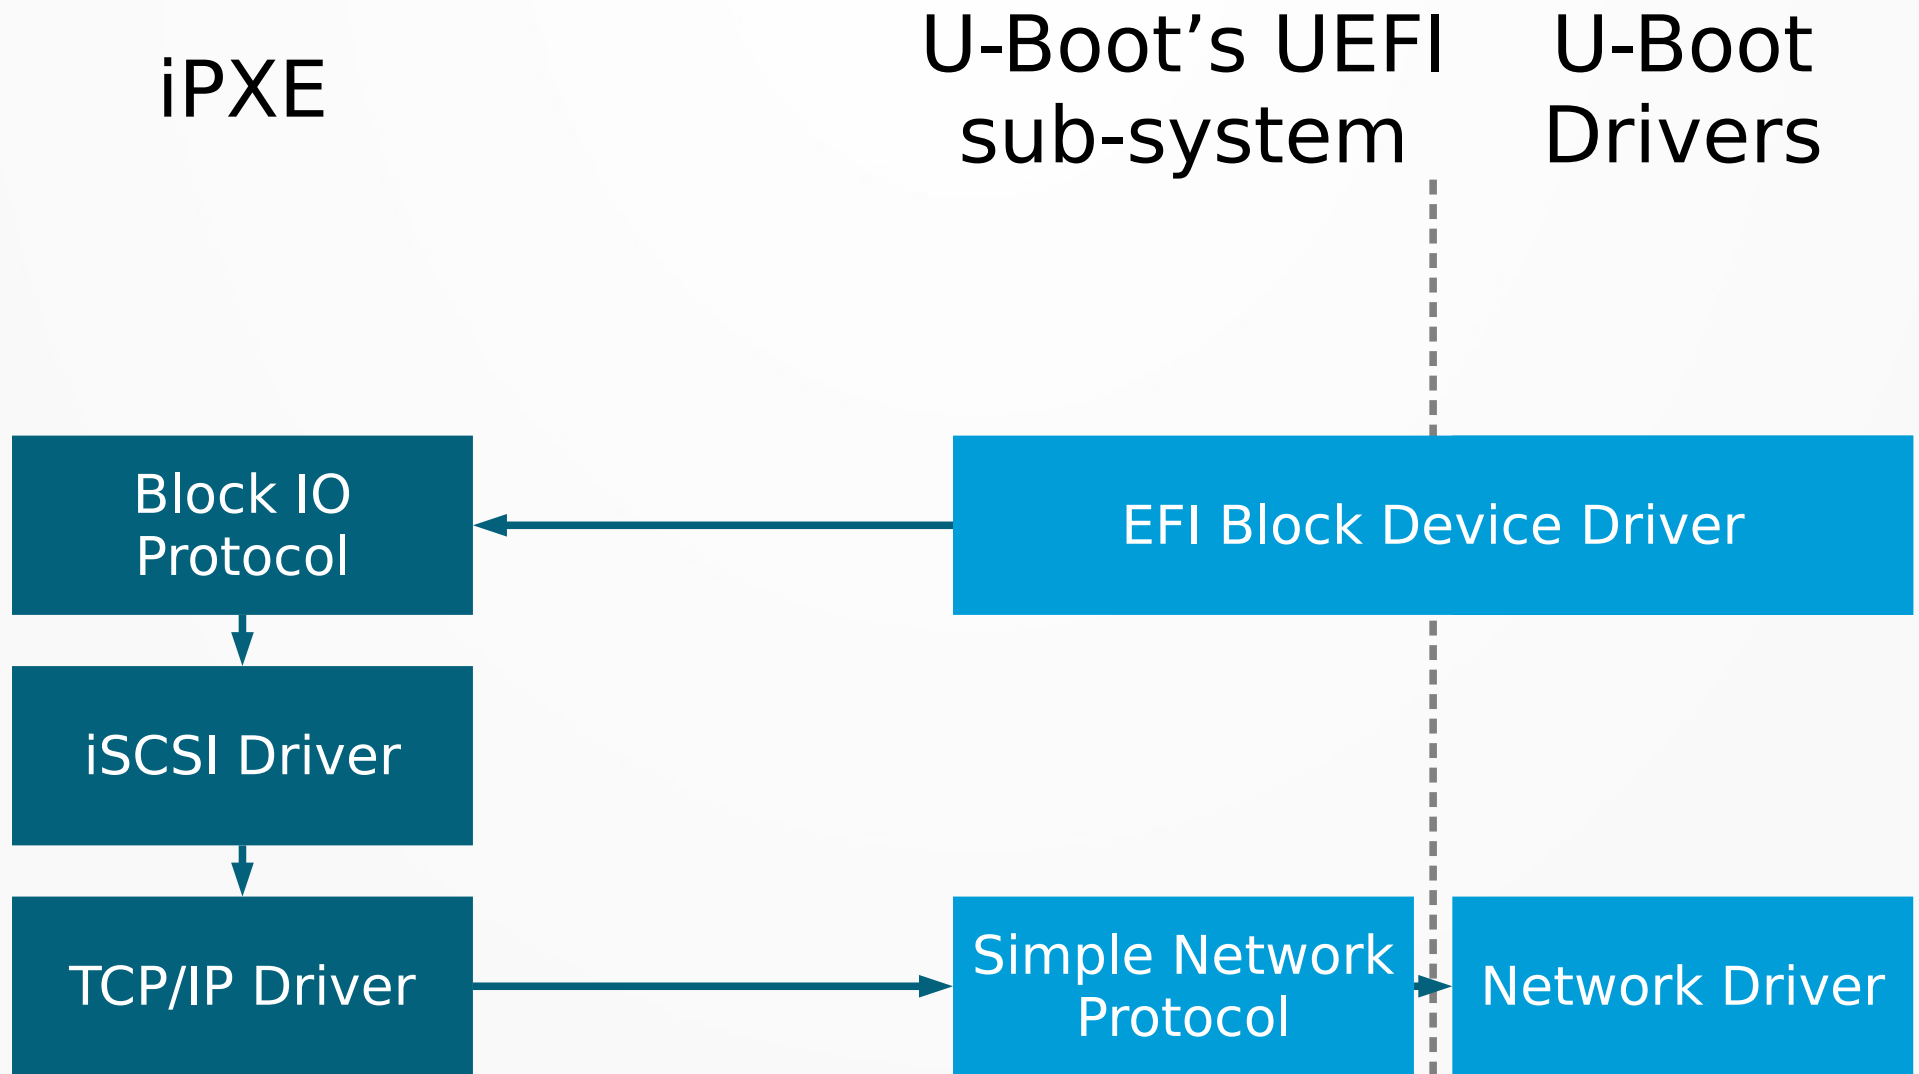 iPXE
U-Boot’s UEFI
sub-system
U-Boot
Drivers
Block IO
Protocol
EFI Block Device Driver
iSCSI Driver
TCP/IP Driver
Simple Network
Protocol
Network Driver